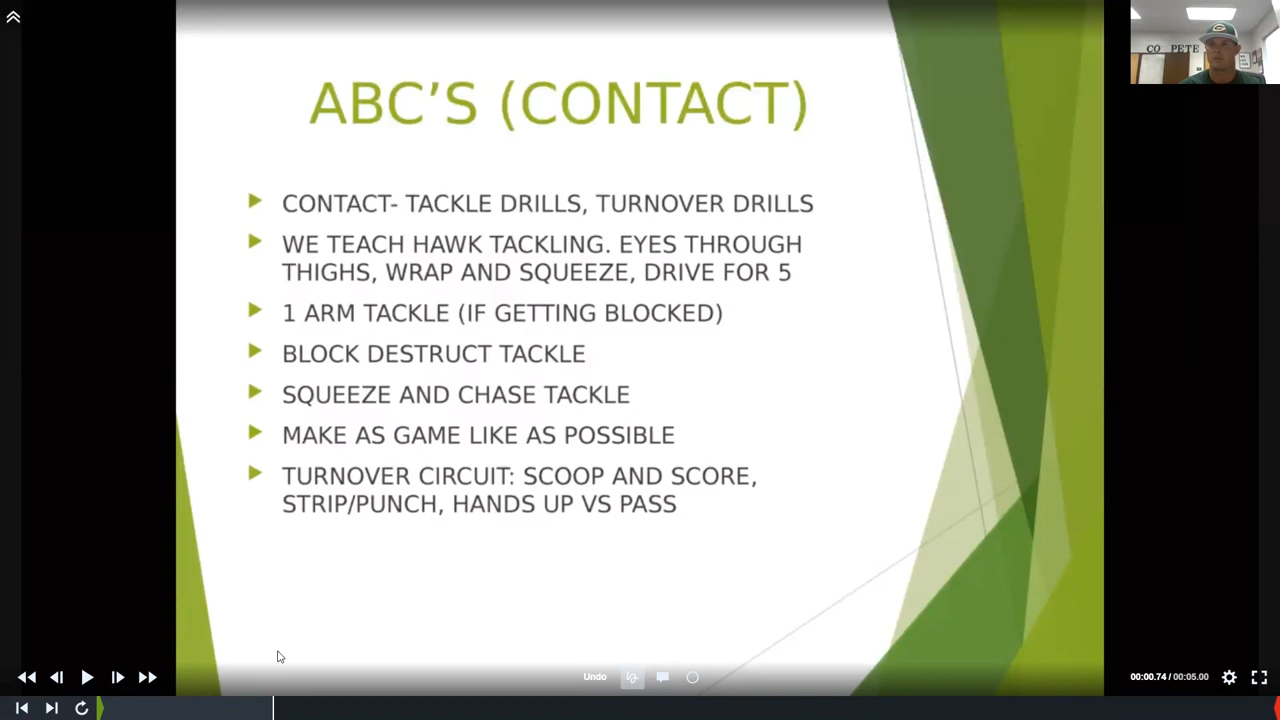 CO PETE
ABC'S (CONTACT)
CONTACT- TACKLE DRILLS, TURNOVER DRILLS
WE TEACH HAWK TACKLING. EYES THROUGH
THIGHS, WRAP AND SQUEEZE, DRIVE FOR 5
1 ARM TACKLE (IF GETTING BLOCKED)
BLOCK DESTRUCT TACKLE
SQUEEZE AND CHASE TACKLE
MAKE AS GAME LIKE AS POSSIBLE
TURNOVER CIRCUIT: SCOOP AND SCORE,
STRIP/PUNCH, HANDS UP VS PASS
Undo
00:00.74 / 00:05.00